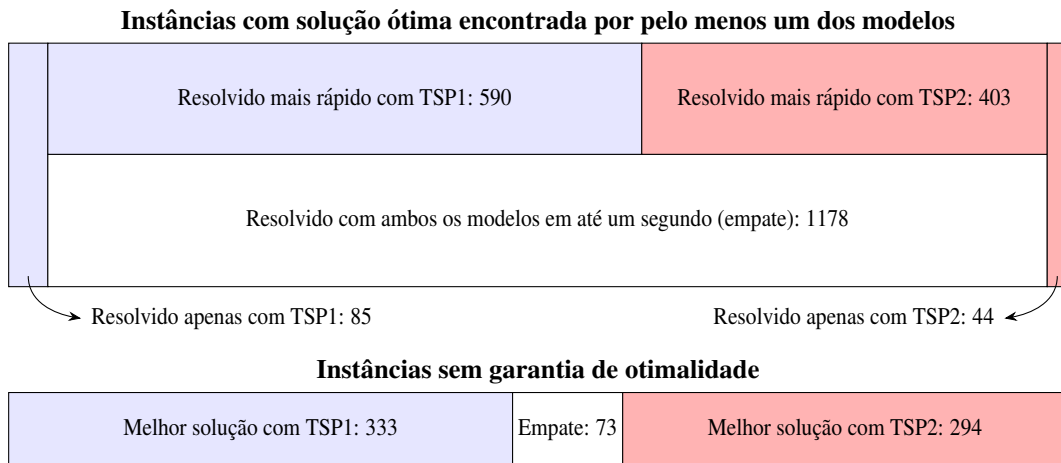 Instâncias com solução ótima encontrada por pelo menos um dos modelos
Resolvido mais rápido com TSP1: 590
Resolvido mais rápido com TSP2: 403
Resolvido com ambos os modelos em até um segundo (empate): 1178
Resolvido apenas com TSP1: 85
Resolvido apenas com TSP2: 44
Instâncias sem garantia de otimalidade
Melhor solução com TSP1: 333
Empate: 73
Melhor solução com TSP2: 294